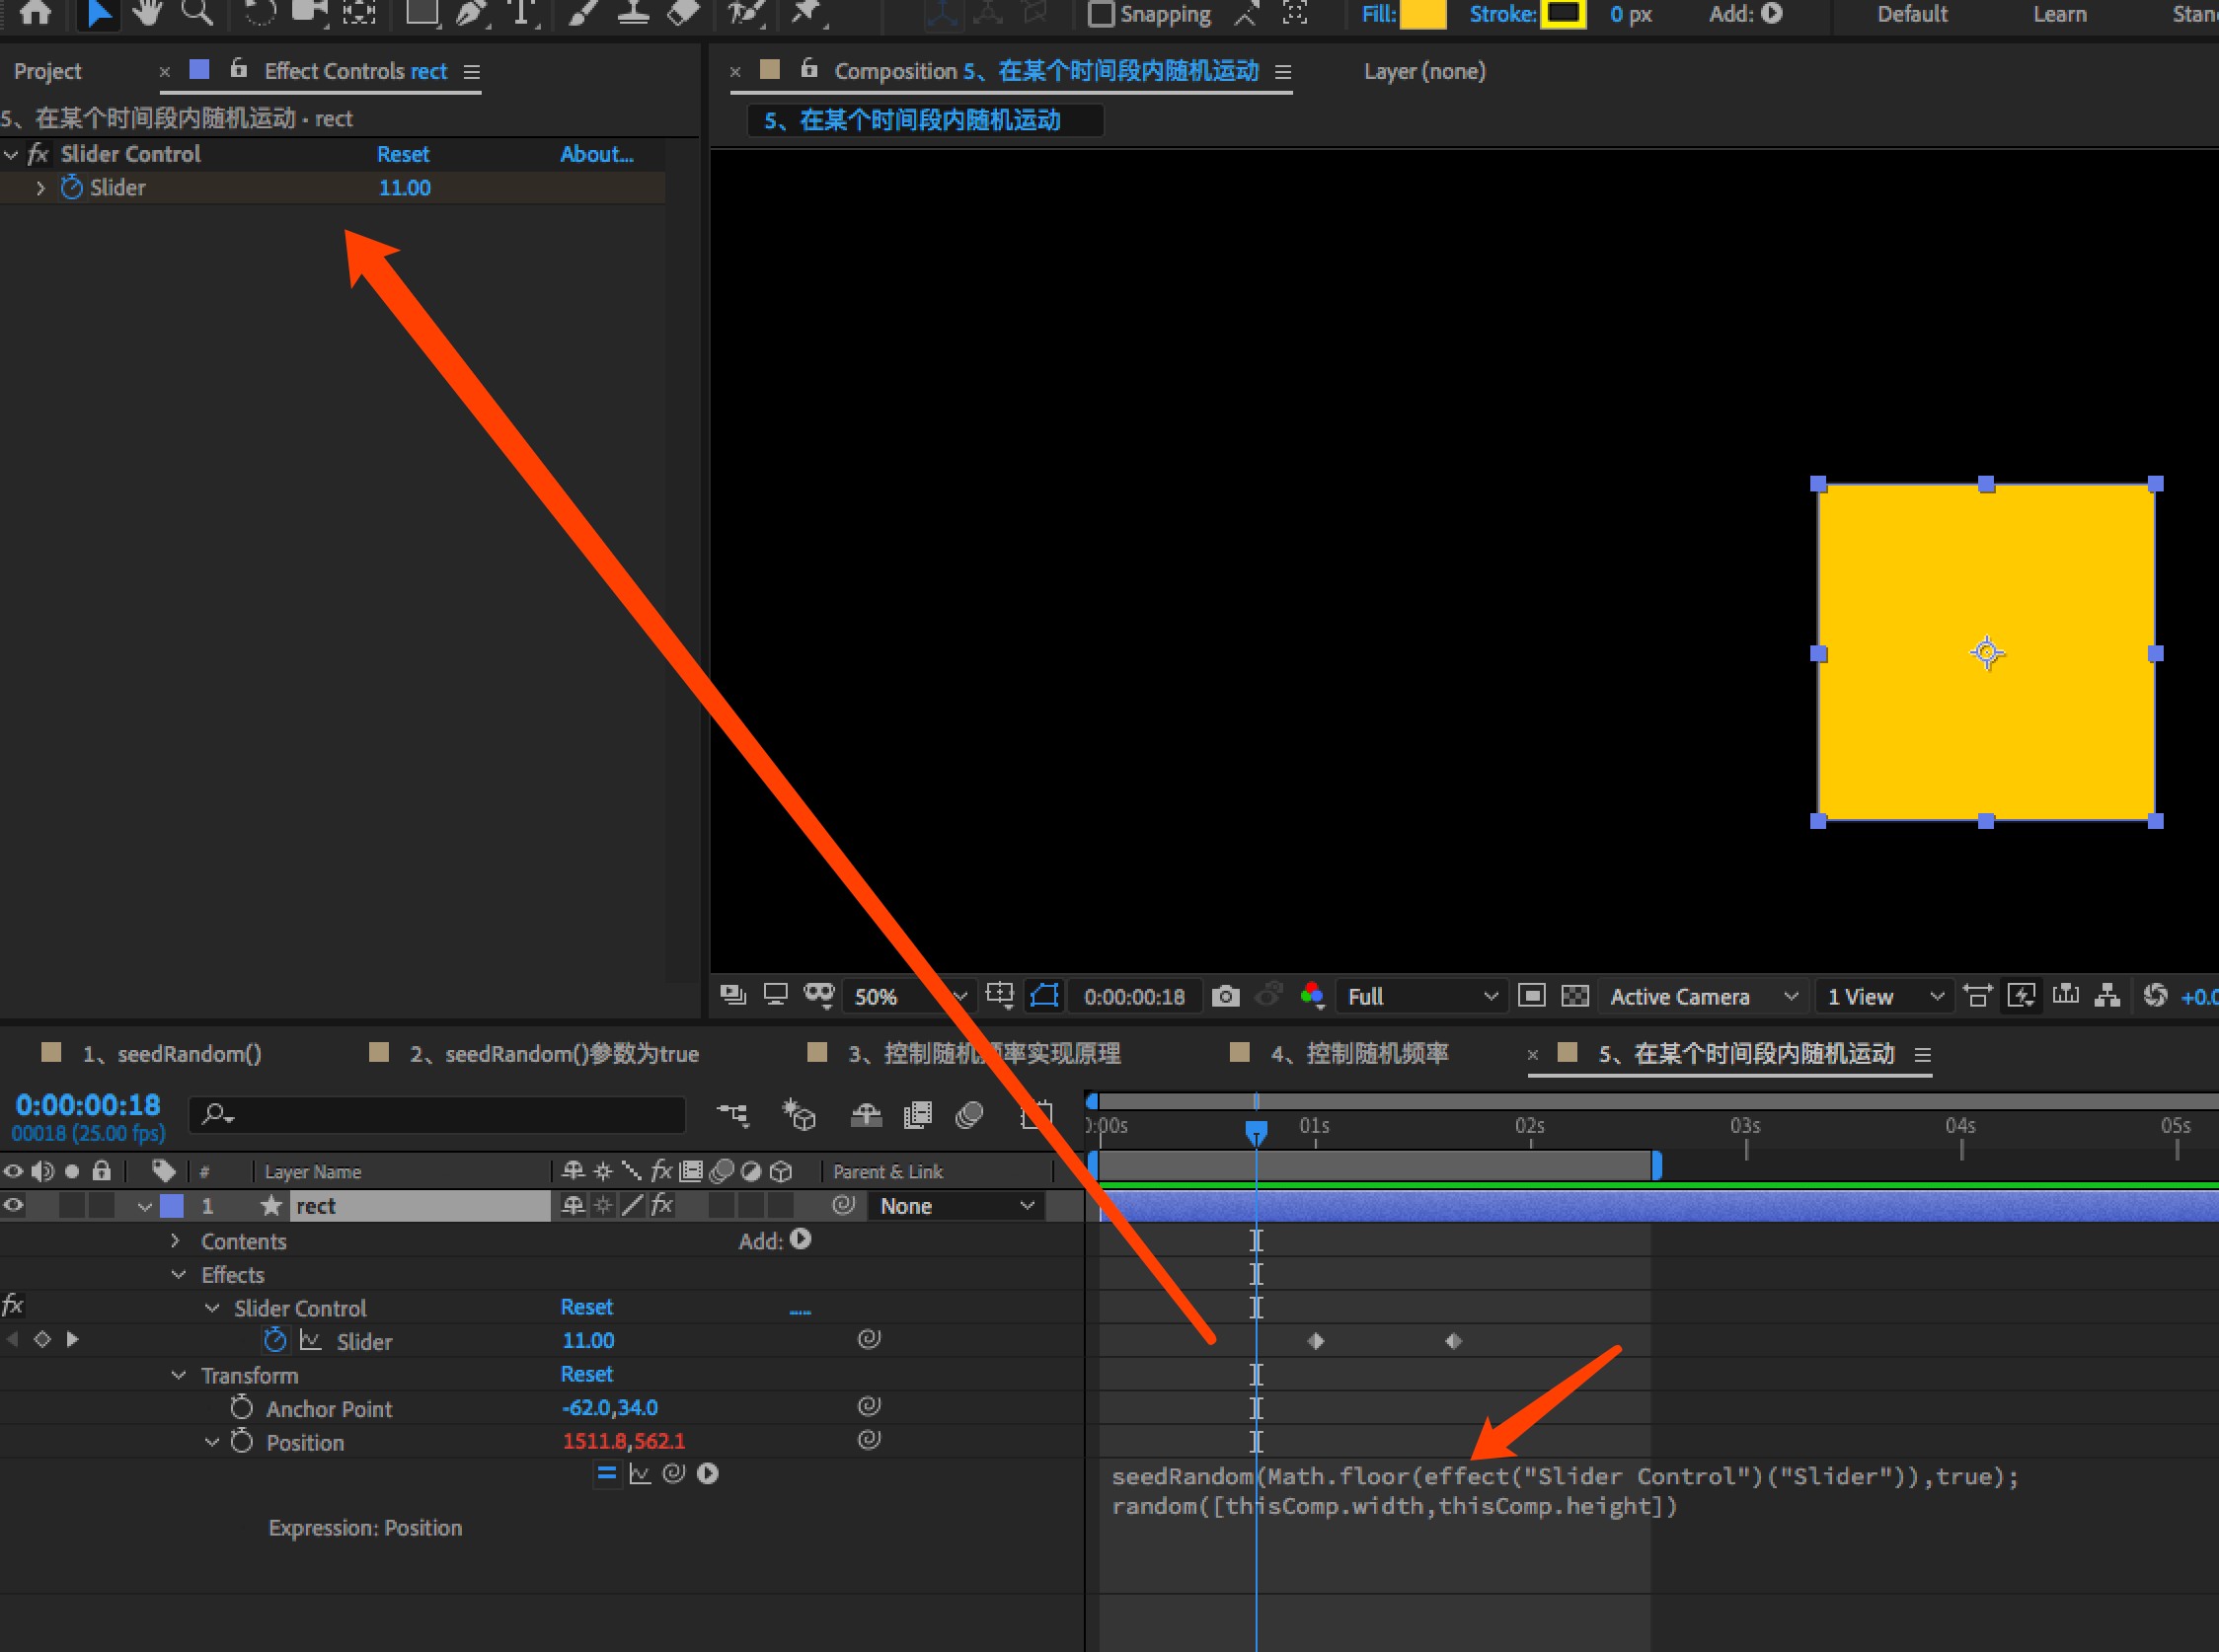 Snapping
Fill:
Stroke:
0 px
Add:
Default
Learn
Project
Effect Controls rect
Composition 5、在某个时间段内随机运动
Layer (none)
5、在某个时间段内随机运动 • rect
5、在某个时间段内随机运动
fx Slider Control
Reset
About...
Slider
11.00
50%
0:00:00:18
Full
Active Camera
1 View
+0.0
1、seedRandom()
2、seedRandom()参数为true
3、控制随机频率实现原理
4、控制随机频率
5、在某个时间段内随机运动
0:00:00:18
00018 (25.00 fps)
:00s
01s
02s
03s
04s
05s
#
Layer Name
fx
Parent & Link
1
rect
fx
None
Contents
Add:
Effects
fx
Slider Control
Reset
Slider
11.00
Transform
Reset
Anchor Point
-62.0,34.0
Position
1511.8,562.1
seedRandom(Math.floor(effect("Slider Control")("Slider")),true);
random([thisComp.width,thisComp.height])
Expression: Position